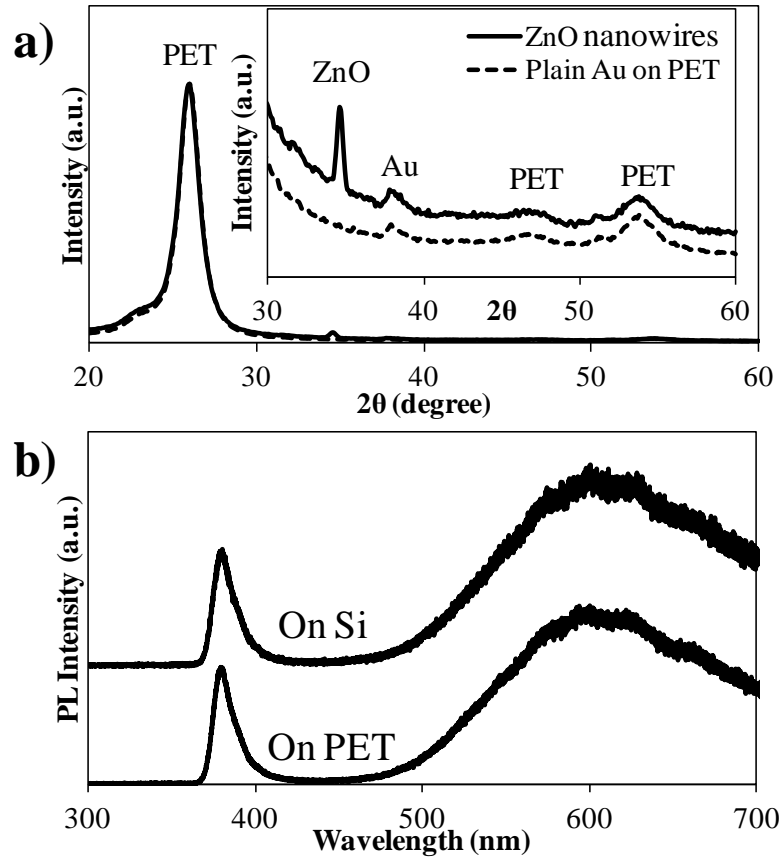 a)
PET
ZnO
ZnO nanowires
Plain Au on PET
Au
PET
PET
Intensity (a.u.)
30 40 50 60
2θ
Intensity (a.u.)
20 30 40 50 60
2θ (degree)
b)
On Si
On PET
PL Intensity (a.u.)
300 400 500 600 700
Wavelength (nm)